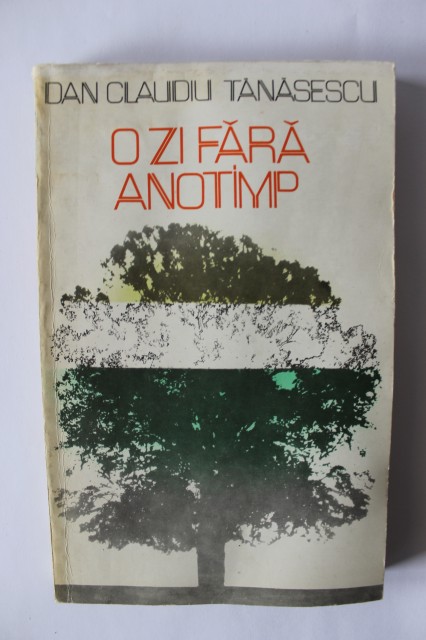 DAN CLAUDIU TĂNĂSESCU
O ZI FĂRĂ
ANOTIMP